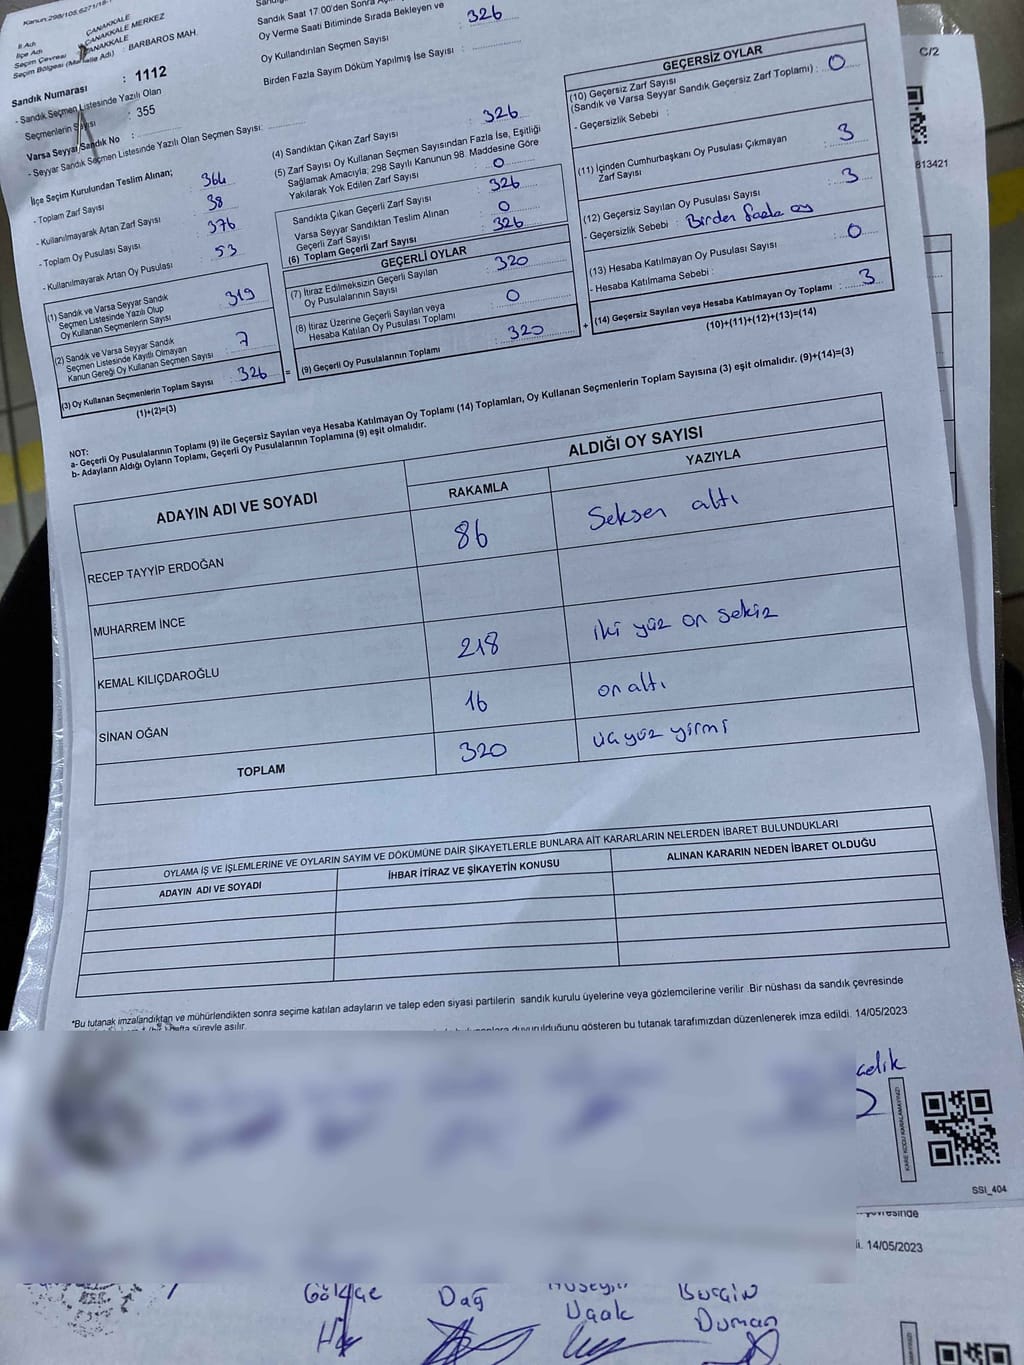 Kanun:298/105,6271/18-1
İl Adı : ÇANAKKALE
İlçe Adı : ÇANAKKALE MERKEZ
Seçim Çevresi : ÇANAKKALE
Seçim Bölgesi (Mahalle Adı) : BARBAROS MAH.
Sandık Numarası : 1112
- Sandık Seçmen Listesinde Yazılı Olan
Seçmenlerin Sayısı : 355
Varsa Seyyar Sandık No :
- Seyyar Sandık Seçmen Listesinde Yazılı Olan Seçmen Sayısı:
İlçe Seçim Kurulundan Teslim Alınan;
- Toplam Zarf Sayısı 364
- Kullanılmayarak Artan Zarf Sayısı 38
- Toplam Oy Pusulası Sayısı 376
- Kullanılmayarak Artan Oy Pusulası 53
(1) Sandık ve Varsa Seyyar Sandık
Seçmen Listesinde Yazılı Olup
Oy Kullanan Seçmenlerin Sayısı 319
(2) Sandık ve Varsa Seyyar Sandık
Seçmen Listesinde Kayıtlı Olmayan
Kanun Gereği Oy Kullanan Seçmen Sayısı 7
(3) Oy Kullanan Seçmenlerin Toplam Sayısı 326 =
(1)+(2)=(3)
Sandık Saat 17.00'den Sonra
Oy Verme Saati Bitiminde Sırada Bekleyen ve
Oy Kullandırılan Seçmen Sayısı : 326
Birden Fazla Sayım Döküm Yapılmış İse Sayısı :
(4) Sandıktan Çıkan Zarf Sayısı 326
(5) Zarf Sayısı Oy Kullanan Seçmen Sayısından Fazla İse, Eşitliği
Sağlamak Amacıyla; 298 Sayılı Kanunun 98. Maddesine Göre
Yakılarak Yok Edilen Zarf Sayısı 0
Sandıkta Çıkan Geçerli Zarf Sayısı 326
Varsa Seyyar Sandıktan Teslim Alınan
Geçerli Zarf Sayısı 0
(6) Toplam Geçerli Zarf Sayısı 326
GEÇERLİ OYLAR
(7) İtiraz Edilmeksizin Geçerli Sayılan
Oy Pusulalarının Sayısı 320
(8) İtiraz Üzerine Geçerli Sayılan veya
Hesaba Katılan Oy Pusulası Toplamı 0
(9) Geçerli Oy Pusulalarının Toplamı 320 +
GEÇERSİZ OYLAR
(10) Geçersiz Zarf Sayısı
(Sandık ve Varsa Seyyar Sandık Geçersiz Zarf Toplamı) : 0
- Geçersizlik Sebebi :
(11) İçinden Cumhurbaşkanı Oy Pusulası Çıkmayan
Zarf Sayısı 3
(12) Geçersiz Sayılan Oy Pusulası Sayısı 3
- Geçersizlik Sebebi : Birden fazla oy
(13) Hesaba Katılmayan Oy Pusulası Sayısı 0
- Hesaba Katılmama Sebebi :
(14) Geçersiz Sayılan veya Hesaba Katılmayan Oy Toplamı : 3
(10)+(11)+(12)+(13)=(14)
NOT:
a- Geçerli Oy Pusulalarının Toplamı (9) ile Geçersiz Sayılan veya Hesaba Katılmayan Oy Toplamı (14) Toplamları, Oy Kullanan Seçmenlerin Toplam Sayısına (3) eşit olmalıdır. (9)+(14)=(3)
b- Adayların Aldığı Oyların Toplamı, Geçerli Oy Pusulalarının Toplamına (9) eşit olmalıdır.
ADAYIN ADI VE SOYADI ALDIĞI OY SAYISI
RAKAMLA YAZIYLA
RECEP TAYYİP ERDOĞAN 86 Seksen altı
MUHARREM İNCE
KEMAL KILIÇDAROĞLU 218 iki yüz on sekiz
SİNAN OĞAN 16 on altı
TOPLAM 320 üç yüz yirmi
OYLAMA İŞ VE İŞLEMLERİNE VE OYLARIN SAYIM VE DÖKÜMÜNE DAİR ŞİKAYETLERLE BUNLARA AİT KARARLARIN NELERDEN İBARET BULUNDUKLARI
ADAYIN ADI VE SOYADI İHBAR İTİRAZ VE ŞİKAYETİN KONUSU ALINAN KARARIN NEDEN İBARET OLDUĞU
*Bu tutanak imzalandıktan ve mühürlendikten sonra seçime katılan adayların ve talep eden siyasi partilerin sandık kurulu üyelerine veya gözlemcilerine verilir. Bir nüshası da sandık çevresinde
hafta süreyle asılır.
duyurulduğunu gösteren bu tutanak tarafımızdan düzenlenerek imza edildi. 14/05/2023
KARE KODU KARALAMAYINIZ!
SSI_404
14/05/2023
Dağ
Uçak
Duman
C/2
813421